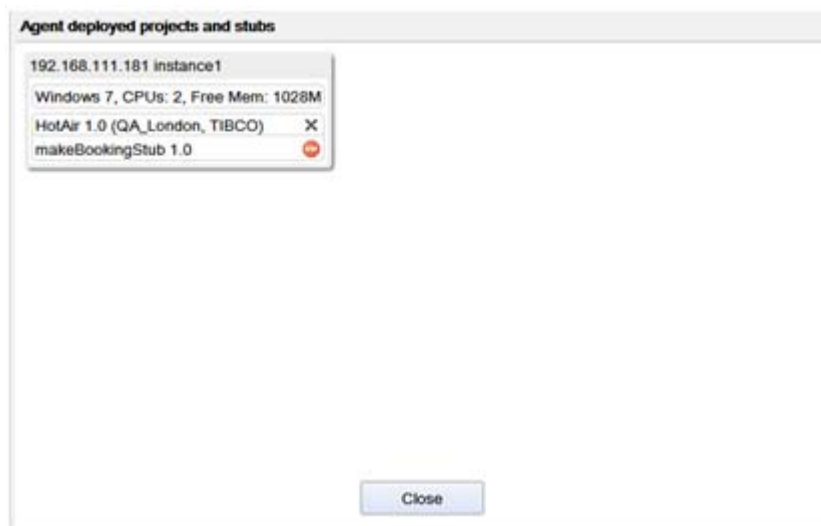 Agent deployed projects and stubs
192.168.111.181 instance1
Windows 7, CPUs: 2, Free Mem: 1028M
HotAir 1.0 (QA_London, TIBCO)
makeBookingStub 1.0
Close